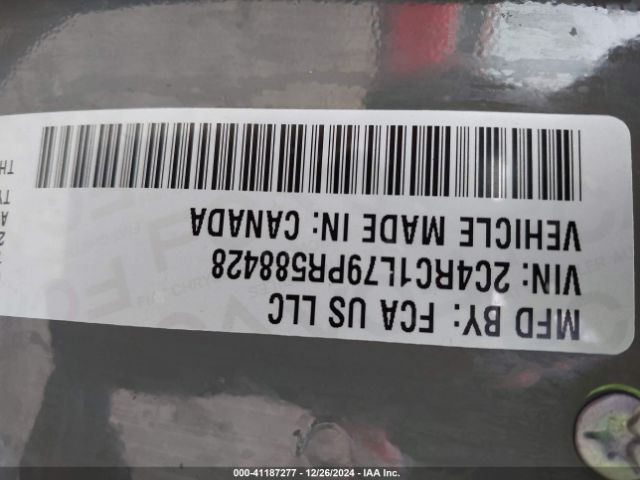 MFD BY: FCA US LLC
VIN: 2C4RC1L79PR588428
VEHICLE MADE IN: CANADA
000-41187277 - 12/26/2024 - IAA Inc.